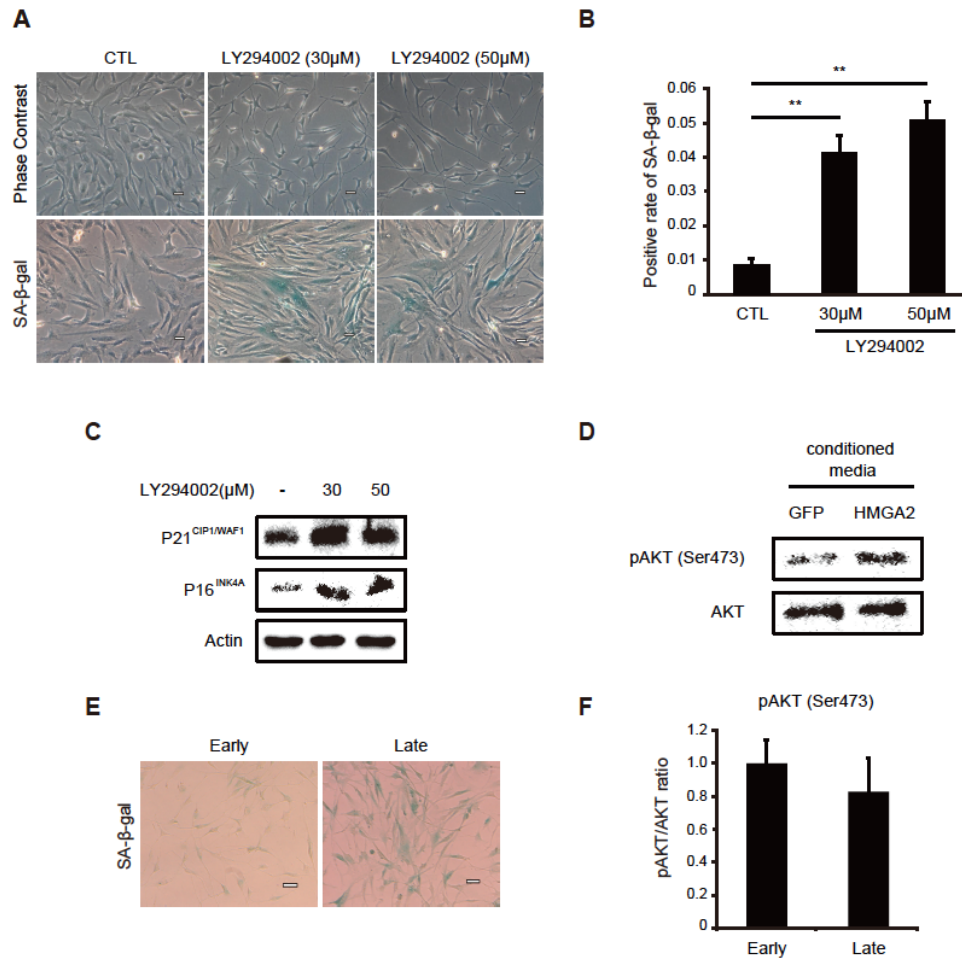 A
CTL LY294002 (30μM) LY294002 (50μM)
Phase Contrast
SA-β-gal
B
**
**
Positive rate of SA-β-gal
0.06
0.05
0.04
0.03
0.02
0.01
0
CTL 30μM 50μM
LY294002
C
LY294002(μM) - 30 50
P21CIP1/WAF1
P16INK4A
Actin
D
conditioned
media
GFP HMGA2
pAKT (Ser473)
AKT
E
Early Late
SA-β-gal
F
pAKT (Ser473)
pAKT/AKT ratio
1.2
1.0
0.8
0.6
0.4
0.2
0
Early Late